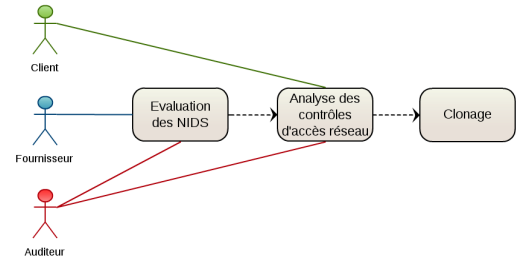 Client
Fournisseur
Auditeur
Evaluation
des NIDS
Analyse des
contrôles
d'accès réseau
Clonage